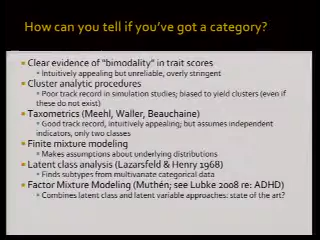 How can you tell if you've got a category?
Clear evidence of "bimodality" in trait scores
Intuitively appealing but unreliable, overly stringent
Cluster analytic procedures
Poor track record in simulation studies; biased to yield clusters (even if
these do not exist)
Taxometrics (Meehl, Waller, Beauchaine)
Good track record, intuitively appealing; but assumes independent
indicators, only two classes
Finite mixture modeling
Makes assumptions about underlying distributions
Latent class analysis (Lazarsfeld & Henry 1968)
Finds subtypes from multivariate categorical data
Factor Mixture Modeling (Muthén; see Lubke 2008 re: ADHD)
Combines latent class and latent variable approaches: state of the art?